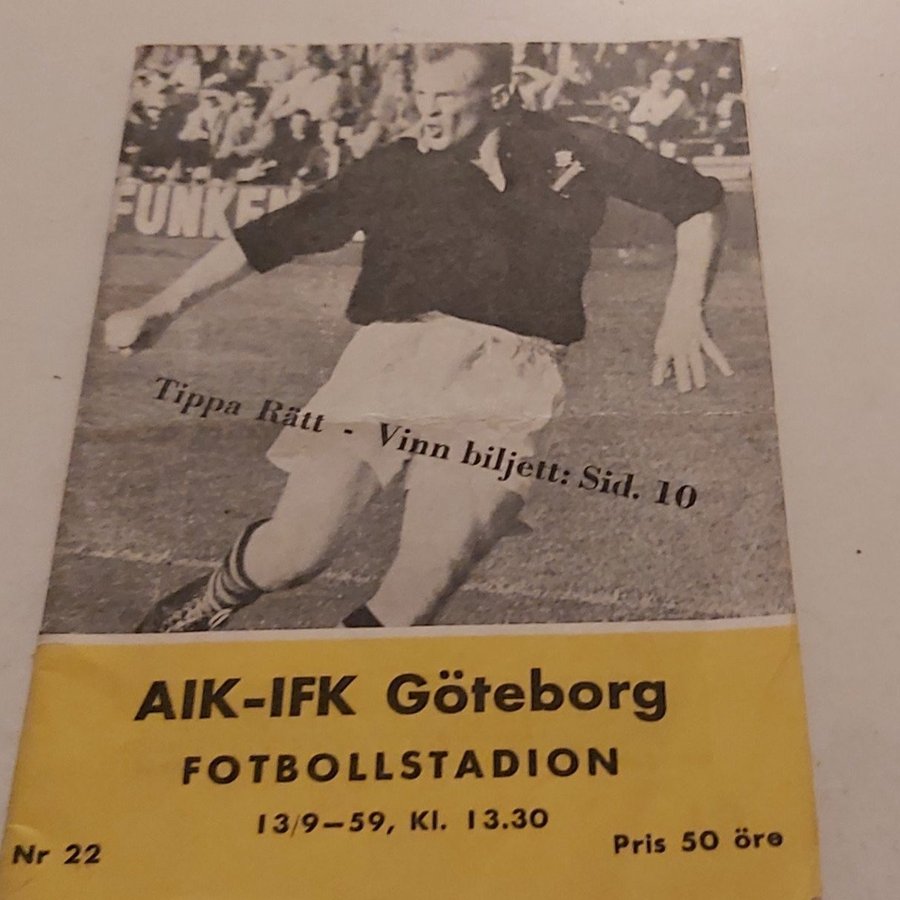 FUNKEN
Tippa Rätt - Vinn biljett: Sid. 10
AIK-IFK Göteborg
FOTBOLLSTADION
13/9-59, Kl. 13.30
Nr 22
Pris 50 öre